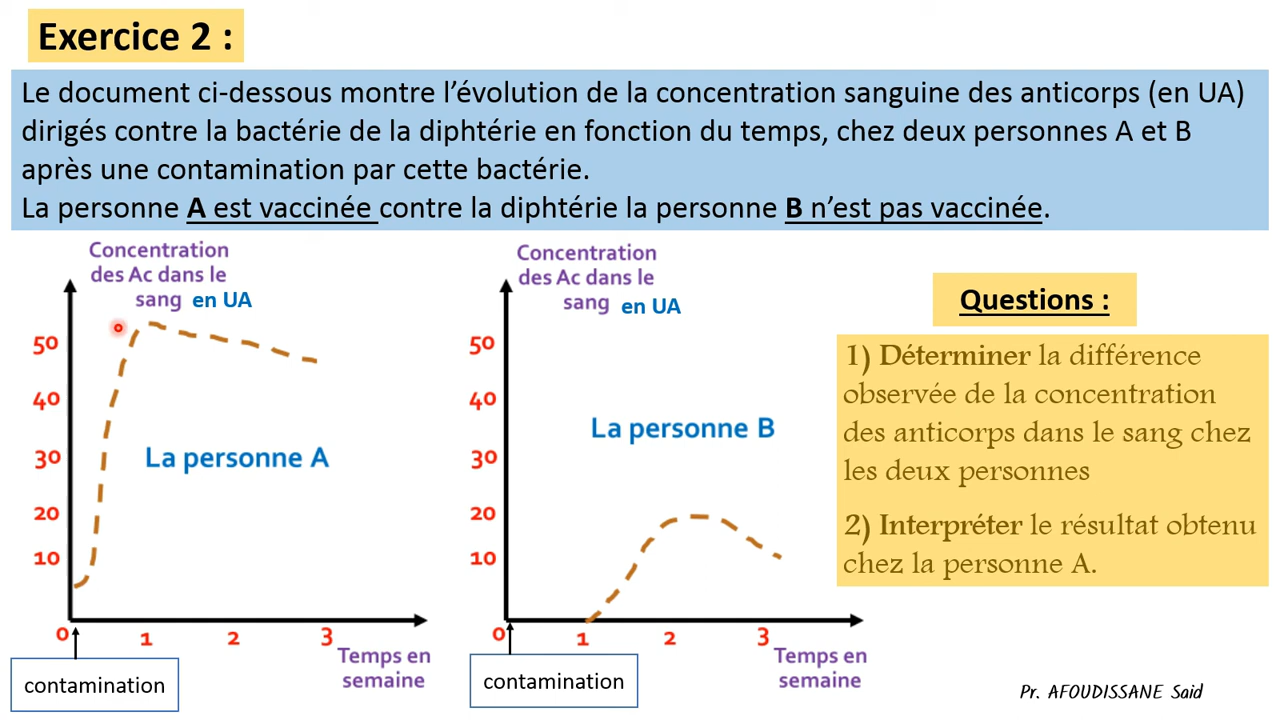 Exercice 2 :
Le document ci-dessous montre l’évolution de la concentration sanguine des anticorps (en UA)
dirigés contre la bactérie de la diphtérie en fonction du temps, chez deux personnes A et B
après une contamination par cette bactérie.
La personne A est vaccinée contre la diphtérie la personne B n’est pas vaccinée.
Concentration
des Ac dans le
sang en UA
50
40
30
20
10
0
1
2
3
La personne A
Temps en
semaine
contamination
Concentration
des Ac dans le
sang en UA
50
40
30
20
10
0
1
2
3
La personne B
Temps en
semaine
contamination
Questions :
1) Déterminer la différence
observée de la concentration
des anticorps dans le sang chez
les deux personnes
2) Interpréter le résultat obtenu
chez la personne A.
Pr. AFOUDISSANE Said